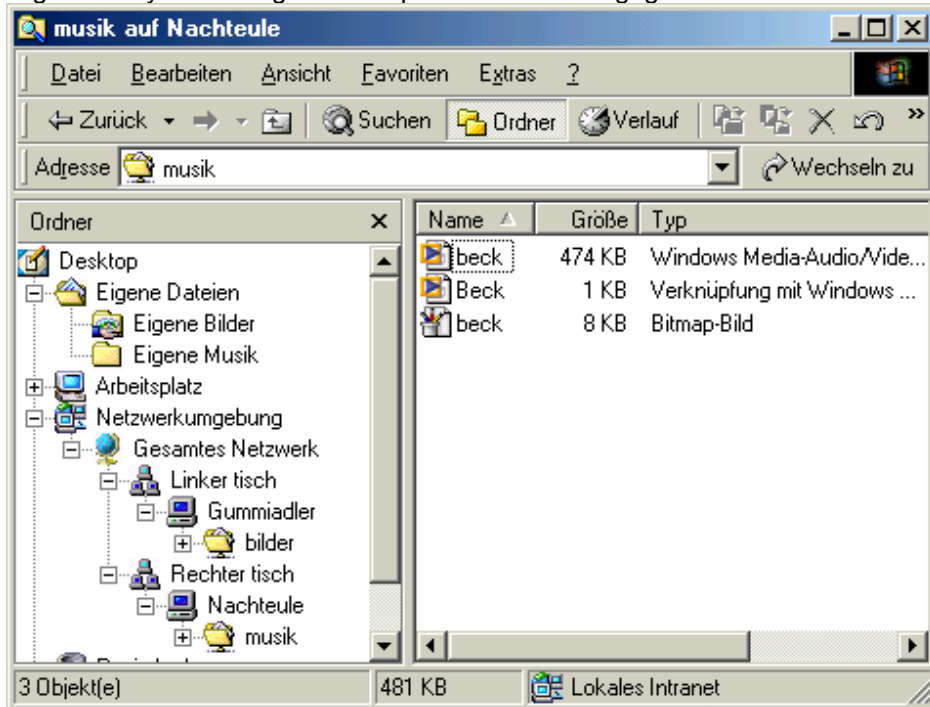 musik auf Nachteule
Datei Bearbeiten Ansicht Favoriten Extras ?
Zurück Suchen Ordner Verlauf »
Adresse musik Wechseln zu
Ordner
Desktop
Eigene Dateien
Eigene Bilder
Eigene Musik
Arbeitsplatz
Netzwerkumgebung
Gesamtes Netzwerk
Linker tisch
Gummiadler
bilder
Rechter tisch
Nachteule
musik
Name Größe Typ
beck 474 KB Windows Media-Audio/Vide...
Beck 1 KB Verknüpfung mit Windows ...
beck 8 KB Bitmap-Bild
3 Objekt(e) 481 KB Lokales Intranet